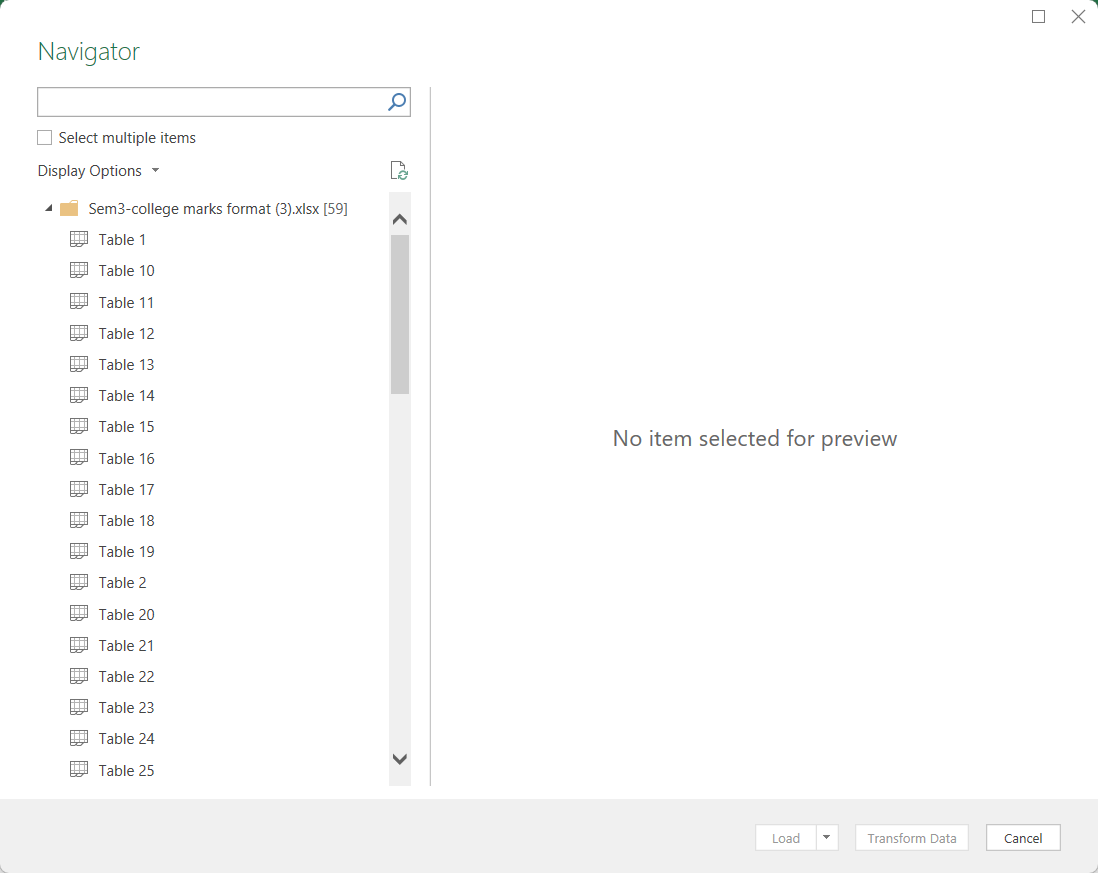 Navigator
Select multiple items
Display Options
Sem3-college marks format (3).xlsx [59]
Table 1
Table 10
Table 11
Table 12
Table 13
Table 14
Table 15
Table 16
Table 17
Table 18
Table 19
Table 2
Table 20
Table 21
Table 22
Table 23
Table 24
Table 25
No item selected for preview
Load
Transform Data
Cancel